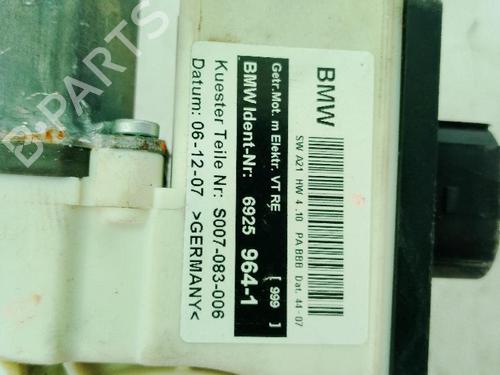 BMW
SW A21 HW 4 .10 PA BBB Dat. 44-07
Getr.Mot. m Elektr. VT RE [ 999 ]
BMW Ident-Nr: 6925 964-1
Kuester Teile Nr: S007-083-006
Datum: 06-12-07 >GERMANY<
B-PARTS